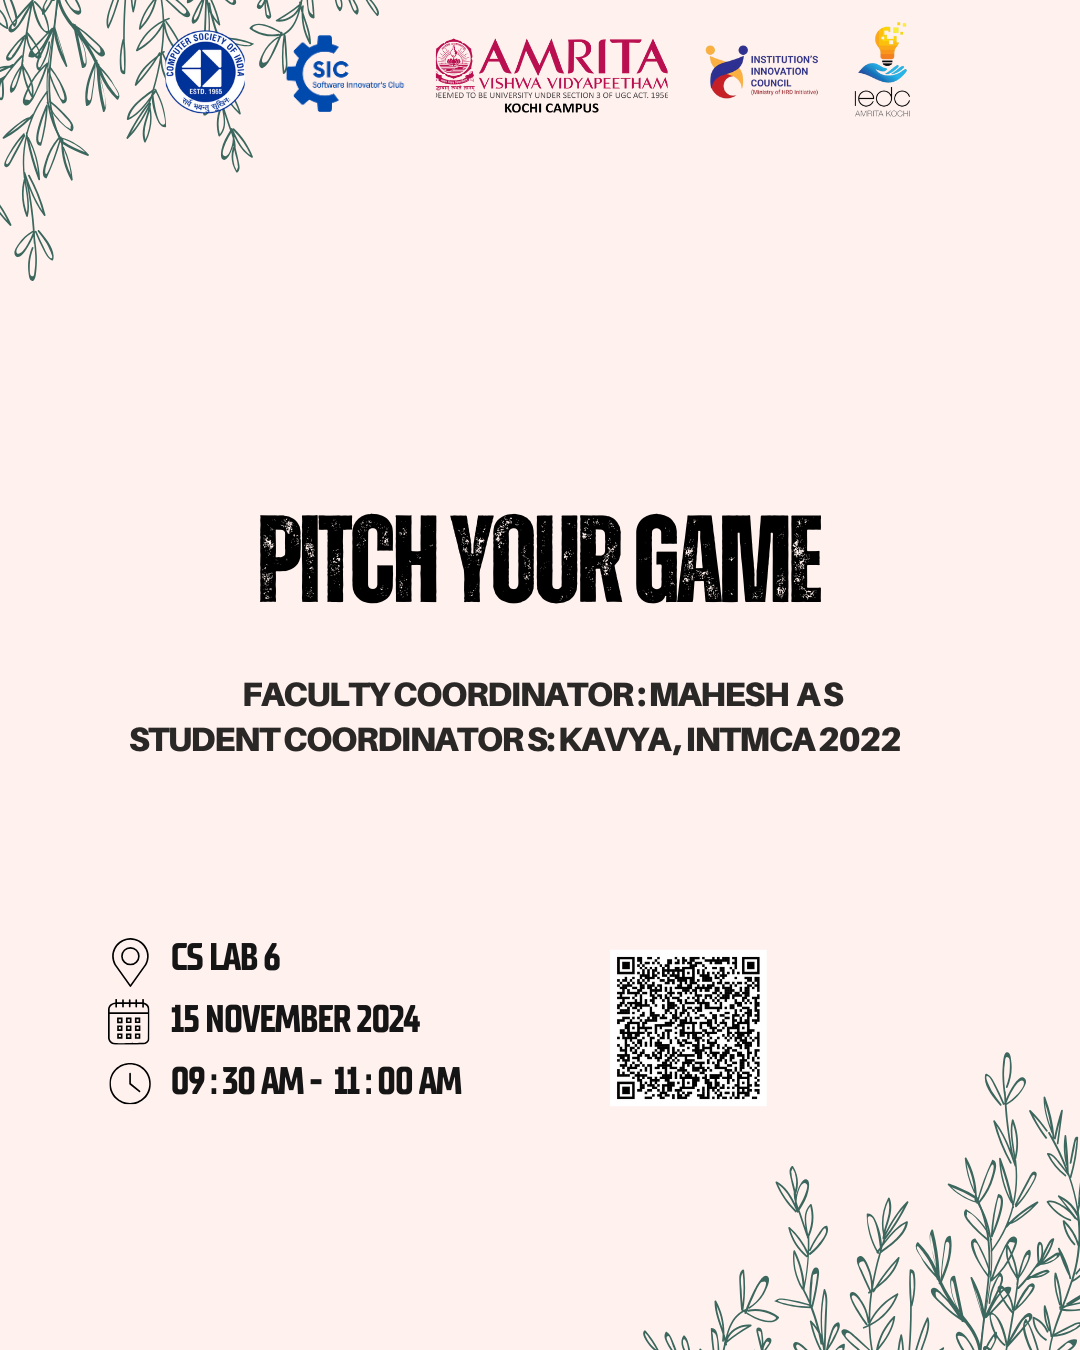 COMPUTER SOCIETY OF INDIA
ESTD. 1965
सर्वे भवन्तु सुखिनः
SIC
Software Innovator's Club
AMRITA
VISHWA VIDYAPEETHAM
DEEMED TO BE UNIVERSITY UNDER SECTION 3 OF UGC ACT. 1956
KOCHI CAMPUS
INSTITUTION'S
INNOVATION
COUNCIL
(Ministry of HRD Initiative)
iedc
AMRITA KOCHI
PITCH YOUR GAME
FACULTY COORDINATOR : MAHESH A S
STUDENT COORDINATOR S: KAVYA , INTMCA 2022
CS LAB 6
15 NOVEMBER 2024
09 : 30 AM - 11 : 00 AM